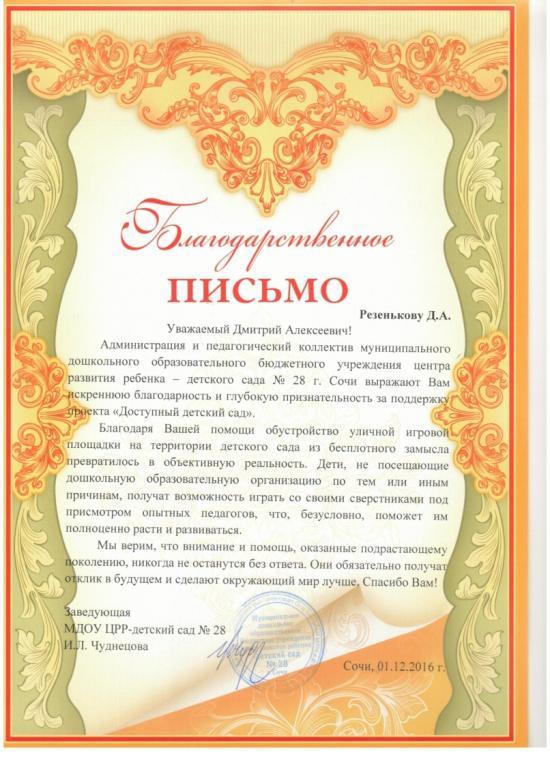 Благодарственное
ПИСЬМО
Резенькову Д.А.
Уважаемый Дмитрий Алексеевич!
Администрация и педагогический коллектив муниципального
дошкольного образовательного бюджетного учреждения центра
развития ребенка – детского сада № 28 г. Сочи выражают Вам
искреннюю благодарность и глубокую признательность за поддержку
проекта «Доступный детский сад».
Благодаря Вашей помощи обустройство уличной игровой
площадки на территории детского сада из бесплотного замысла
превратилось в объективную реальность. Дети, не посещающие
дошкольную образовательную организацию по тем или иным
причинам, получат возможность играть со своими сверстниками под
присмотром опытных педагогов, что, безусловно, поможет им
полноценно расти и развиваться.
Мы верим, что внимание и помощь, оказанные подрастающему
поколению, никогда не останутся без ответа. Они обязательно получат
отклик в будущем и сделают окружающий мир лучше. Спасибо Вам!
Заведующая
МДОУ ЦРР-детский сад № 28
И.Л. Чуднецова
детский сад
№ 28
Сочи, 01.12.2016 г.